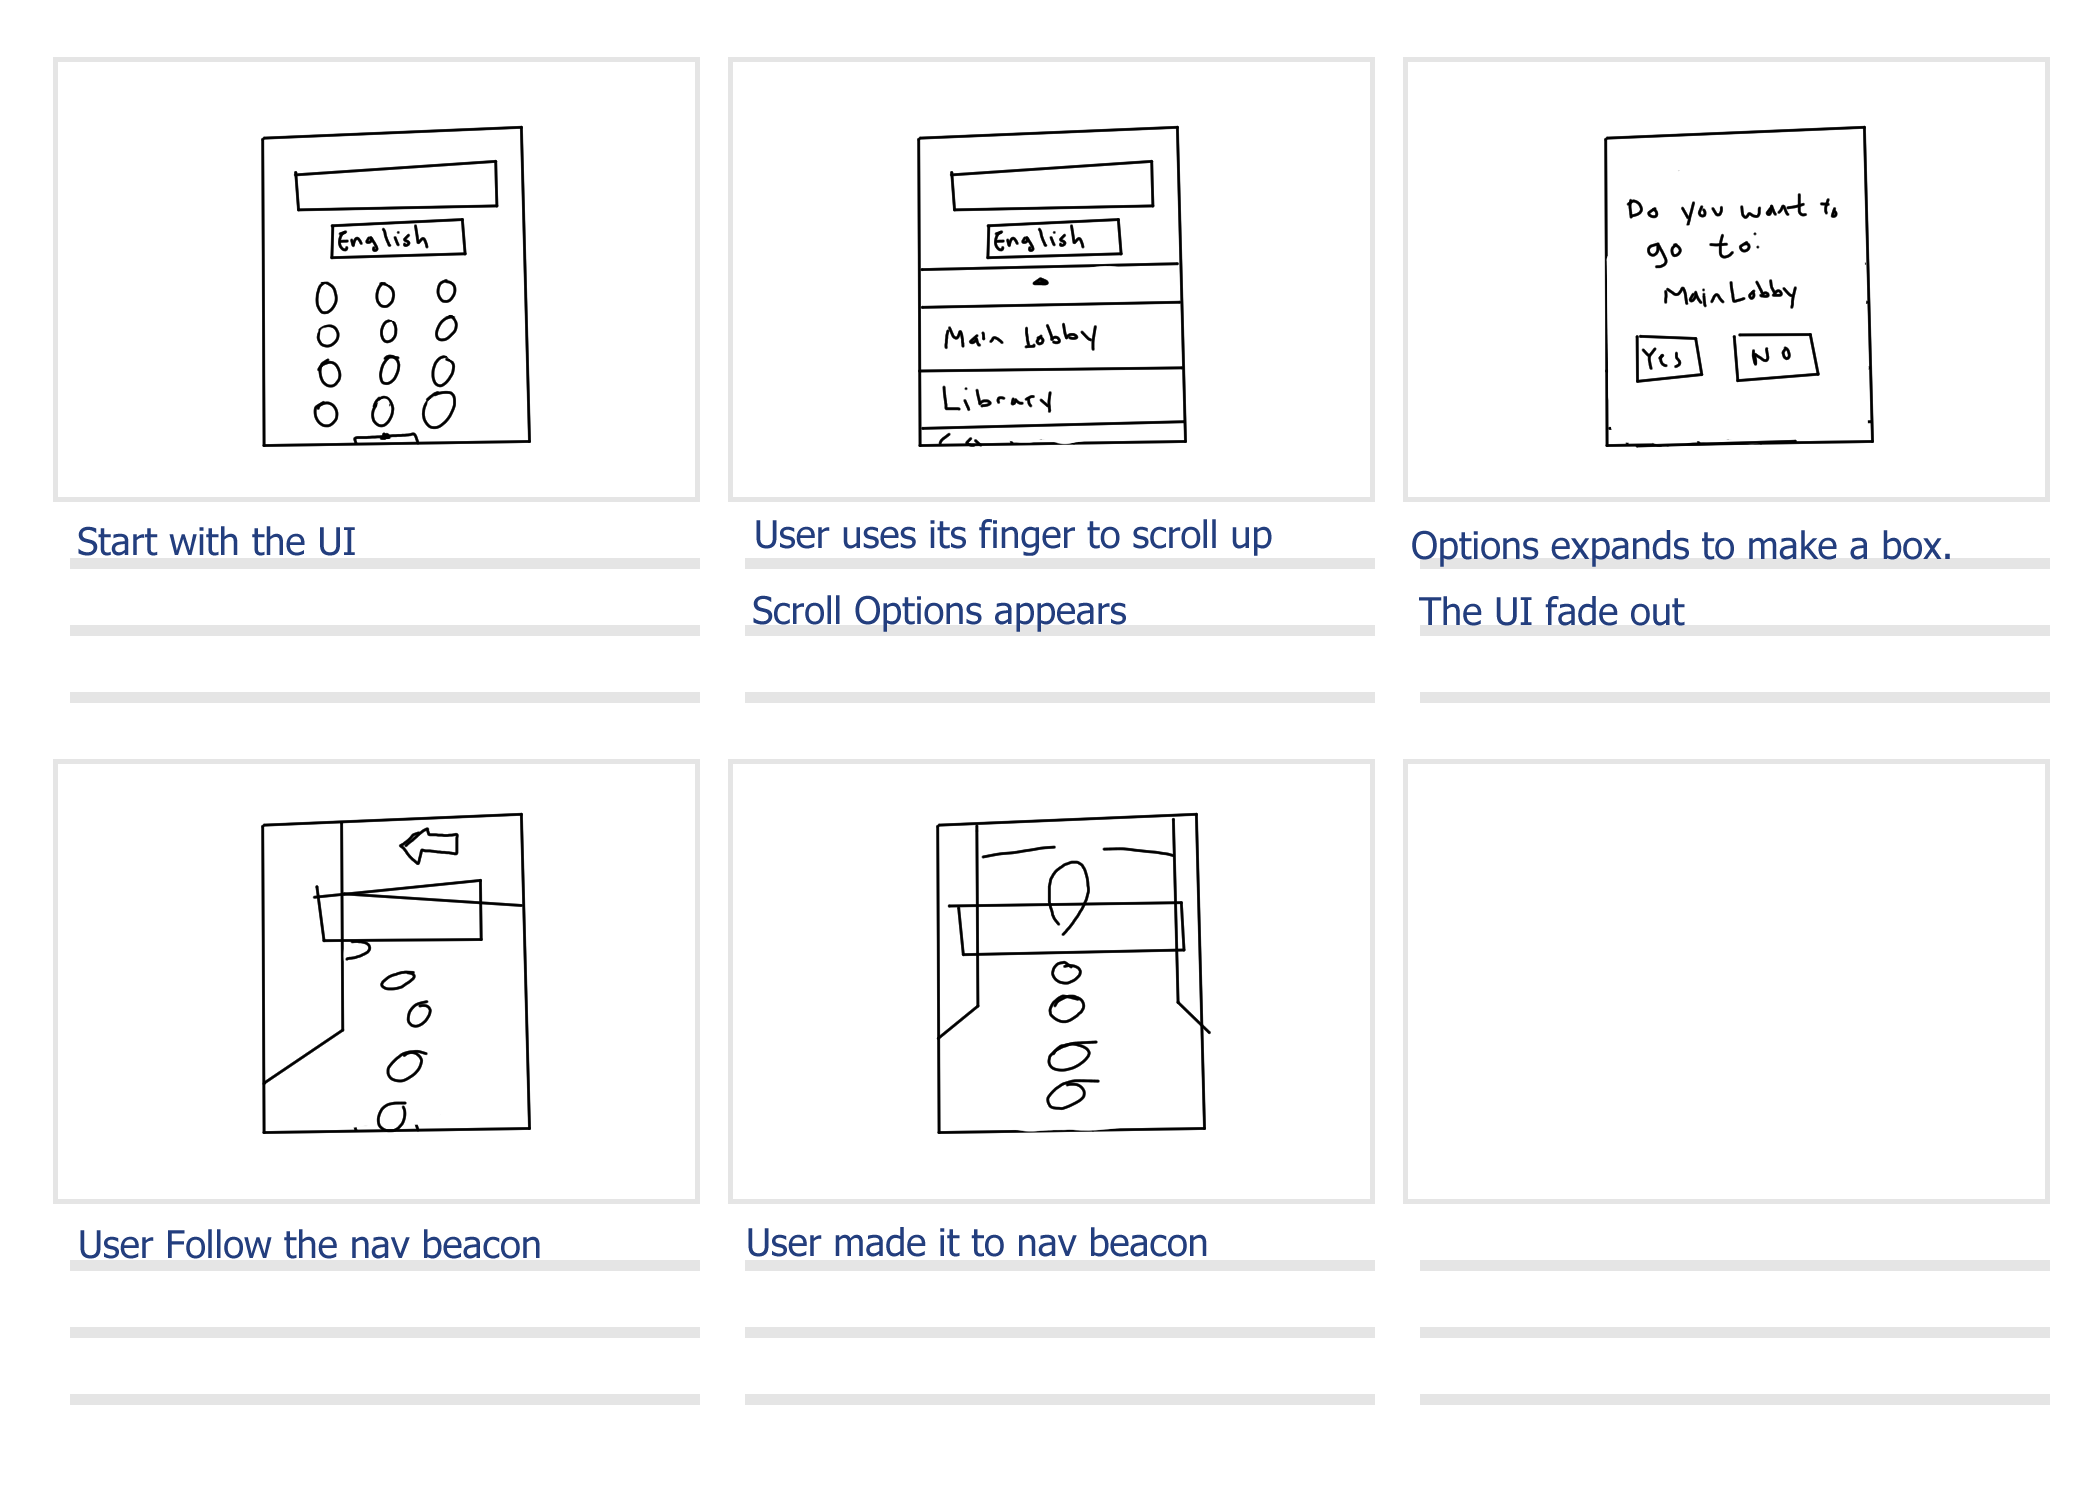 English
English
Main Lobby
Library
Do you want to
go to:
Main Lobby
Yes
NO
Start with the UI
User uses its finger to scroll up
Scroll Options appears
Options expands to make a box.
The UI fade out
User Follow the nav beacon
User made it to nav beacon